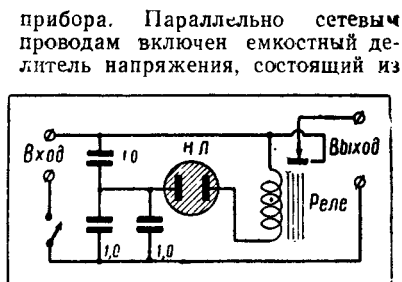 прибора. Параллельно сетевым
проводам включен емкостный де-
литель напряжения, состоящий из
НЛ
Вход
1,0
Выход
Реле
1,0
1,0